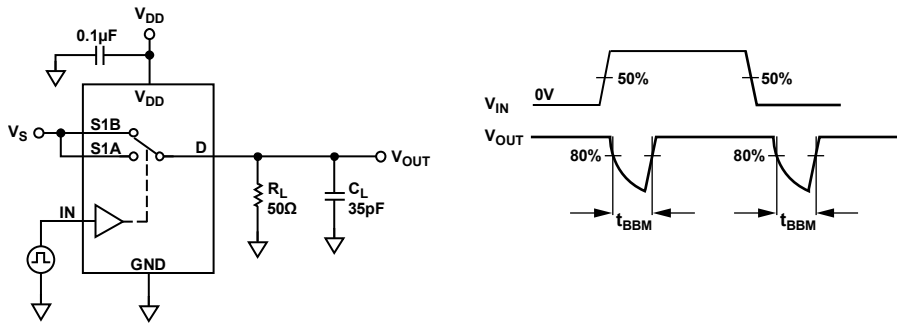 VDD
0.1µF
VDD
VS
S1B
S1A
D
VOUT
RL
50Ω
CL
35pF
IN
GND
50%
50%
VIN
0V
VOUT
80%
80%
tBBM
tBBM